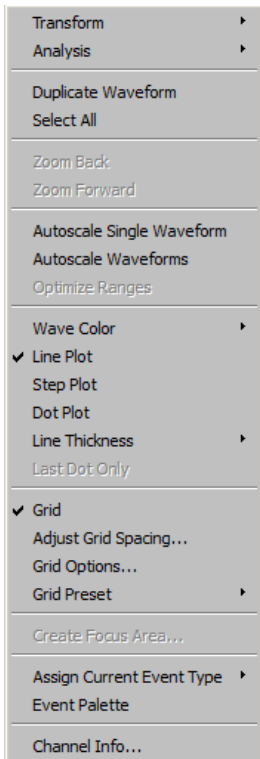 Transform
Analysis
Duplicate Waveform
Select All
Zoom Back
Zoom Forward
Autoscale Single Waveform
Autoscale Waveforms
Optimize Ranges
Wave Color
Line Plot
Step Plot
Dot Plot
Line Thickness
Last Dot Only
Grid
Adjust Grid Spacing...
Grid Options...
Grid Preset
Create Focus Area...
Assign Current Event Type
Event Palette
Channel Info...